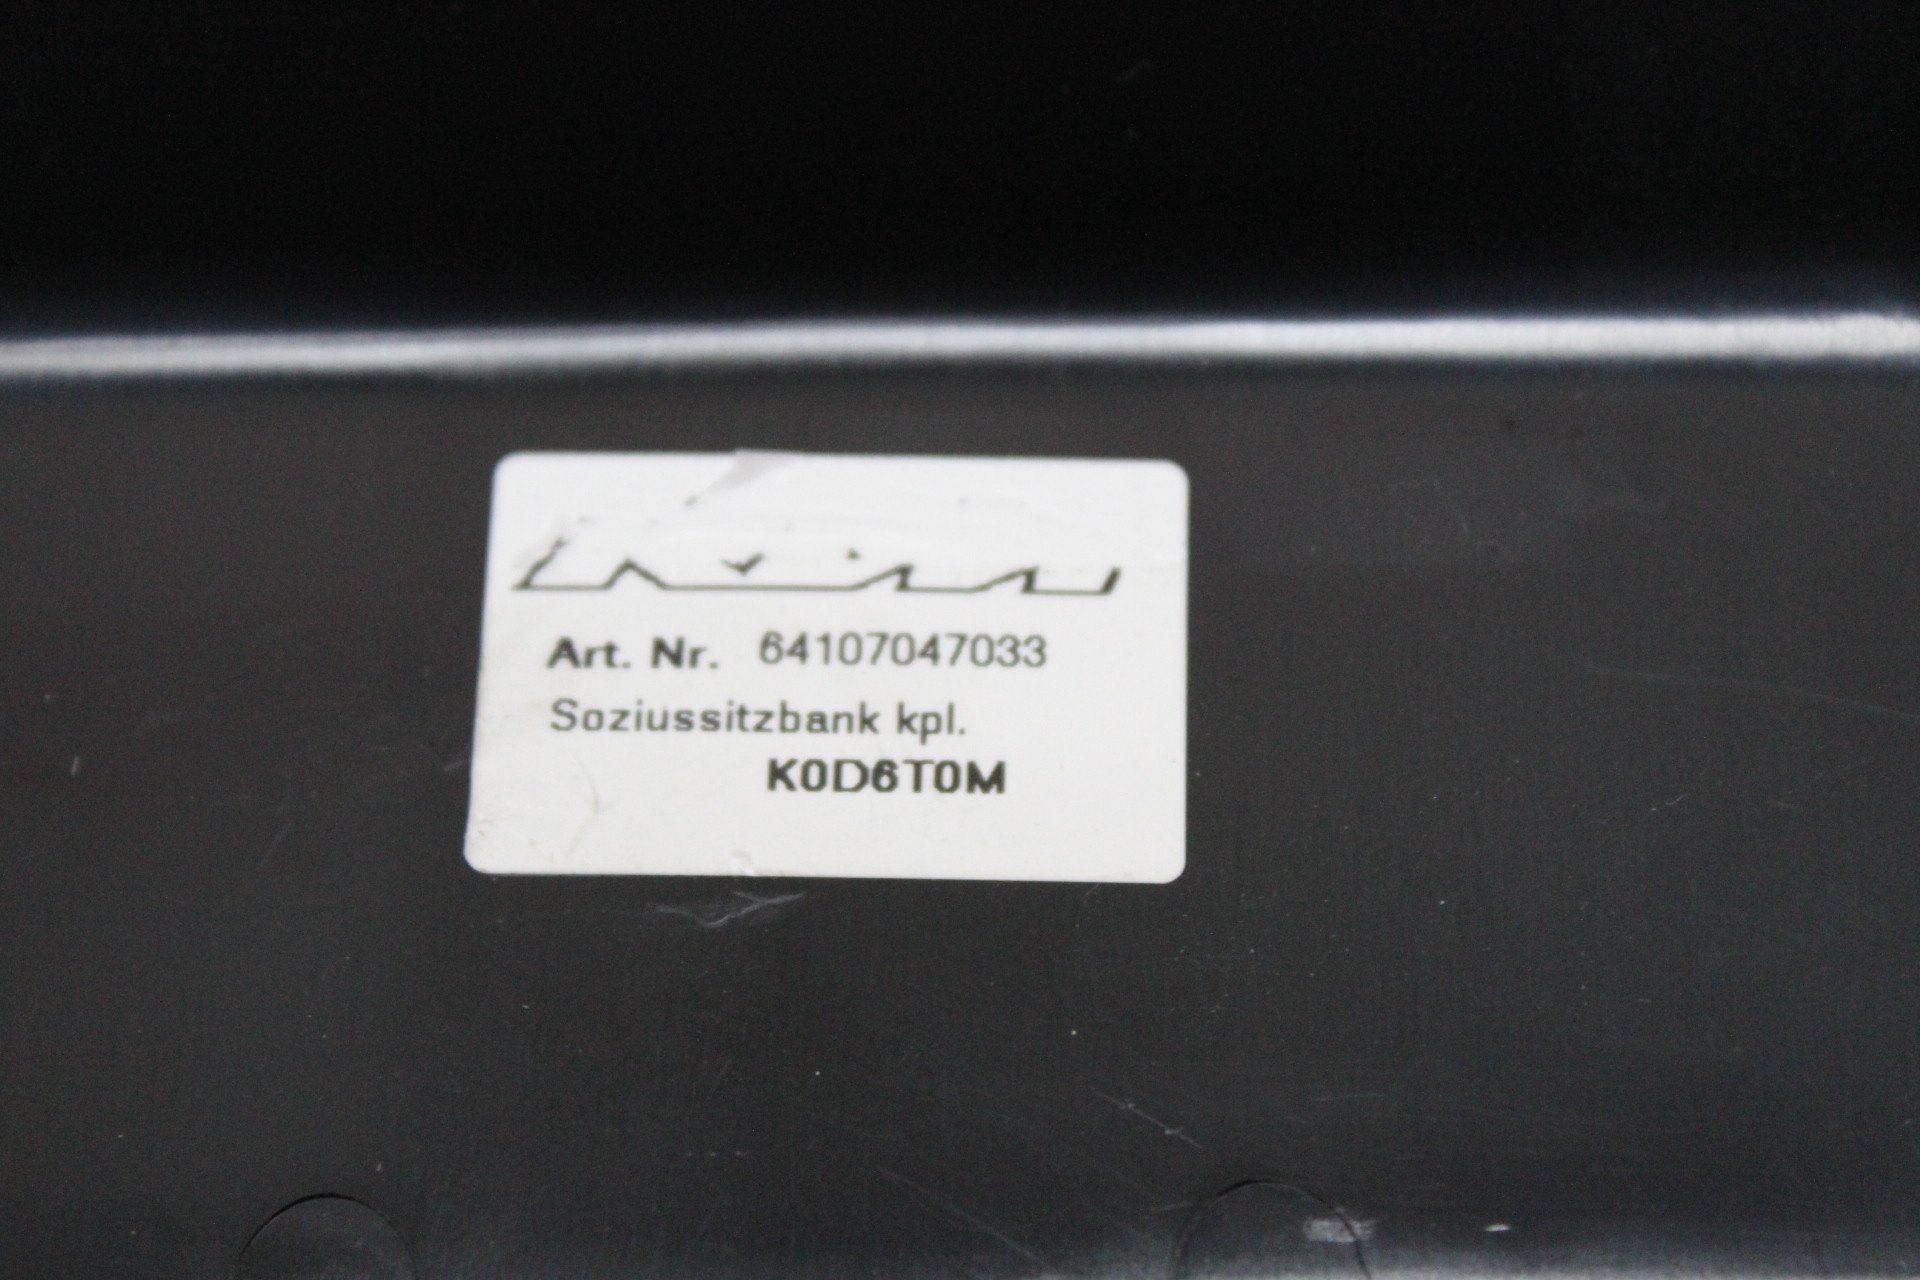 Art. Nr. 64107047033
Soziussitzbank kpl.
K0D6T0M